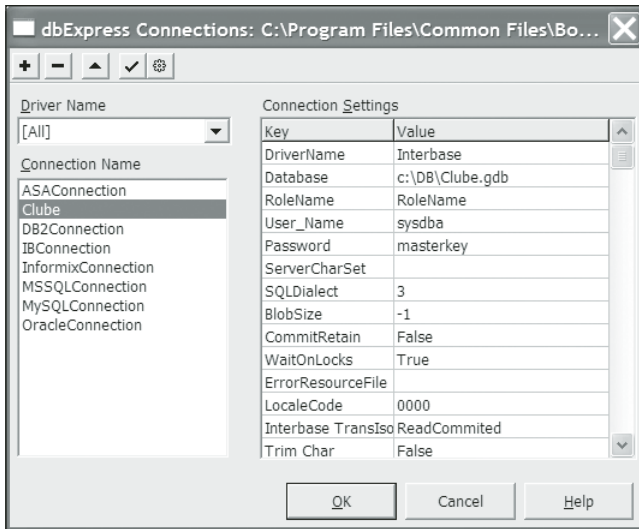 dbExpress Connections: C:\Program Files\Common Files\Bo...
Driver Name
[All]
Connection Name
ASAConnection
Clube
DB2Connection
IBConnection
InformixConnection
MSSQLConnection
MySQLConnection
OracleConnection
Connection Settings
Key Value
DriverName Interbase
Database c:\DB\Clube.gdb
RoleName RoleName
User_Name sysdba
Password masterkey
ServerCharSet
SQLDialect 3
BlobSize -1
CommitRetain False
WaitOnLocks True
ErrorResourceFile
LocaleCode 0000
Interbase TransIso ReadCommited
Trim Char False
OK Cancel Help